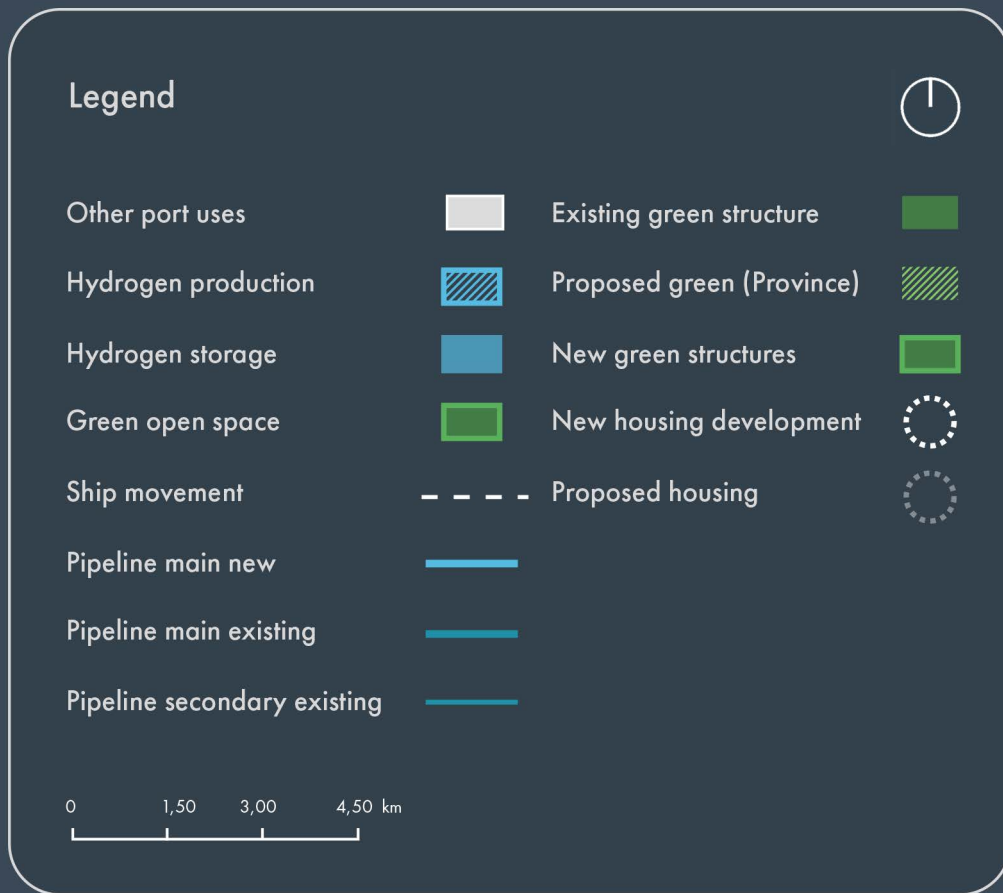 Legend
Other port uses
Hydrogen production
Hydrogen storage
Green open space
Ship movement
Pipeline main new
Pipeline main existing
Pipeline secondary existing
Existing green structure
Proposed green (Province)
New green structures
New housing development
Proposed housing
0 1,50 3,00 4,50 km